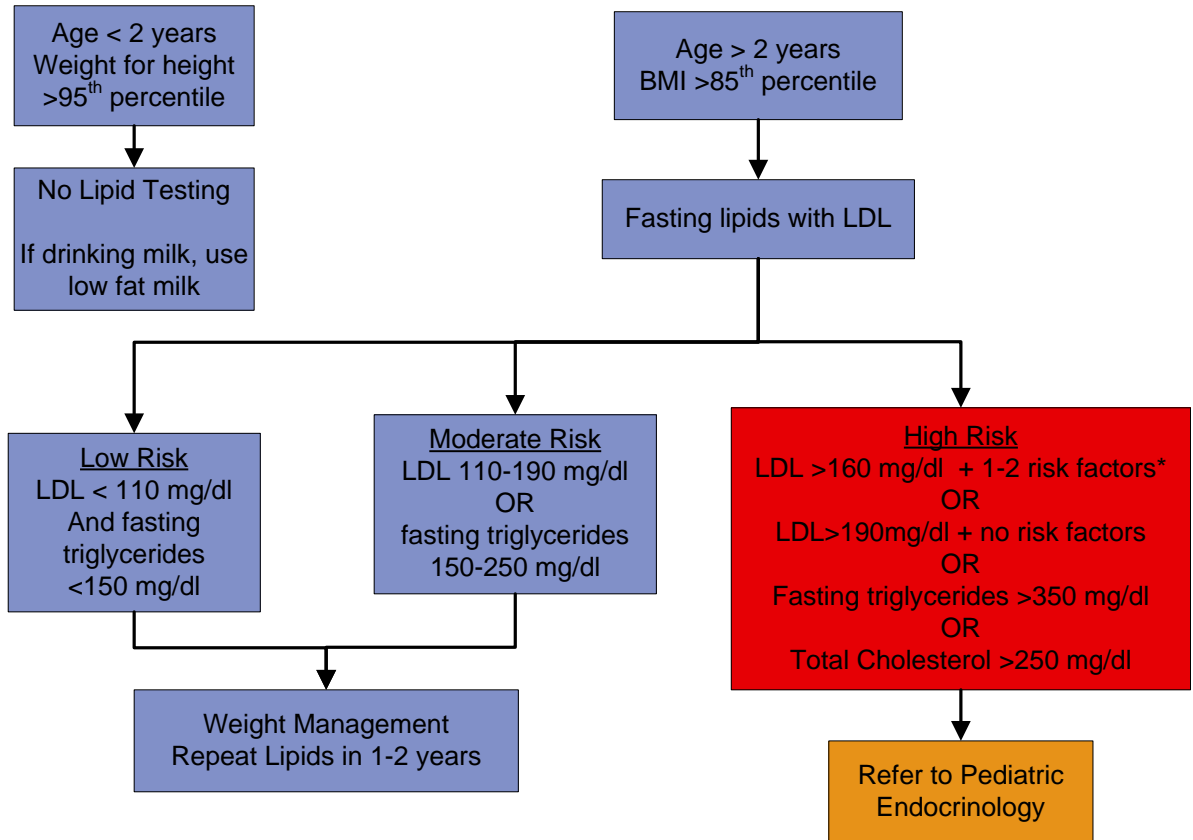 Age < 2 years
Weight for height
>95th percentile
No Lipid Testing
If drinking milk, use
low fat milk
Age > 2 years
BMI >85th percentile
Fasting lipids with LDL
Low Risk
LDL < 110 mg/dl
And fasting
triglycerides
<150 mg/dl
Moderate Risk
LDL 110-190 mg/dl
OR
fasting triglycerides
150-250 mg/dl
High Risk
LDL >160 mg/dl + 1-2 risk factors*
OR
LDL>190mg/dl + no risk factors
OR
Fasting triglycerides >350 mg/dl
OR
Total Cholesterol >250 mg/dl
Weight Management
Repeat Lipids in 1-2 years
Refer to Pediatric
Endocrinology